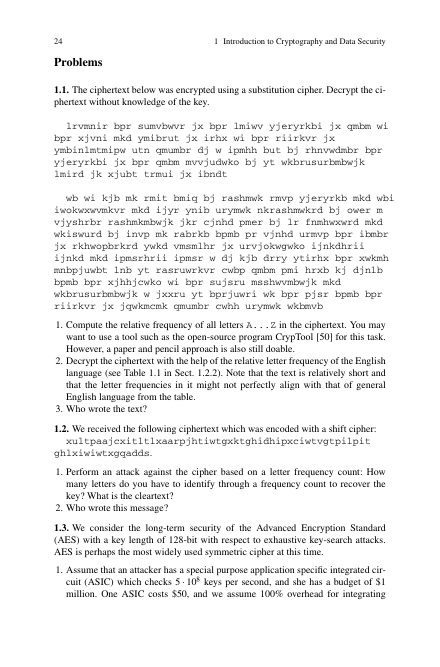 24
1 Introduction to Cryptography and Data Security
Problems
1.1. The ciphertext below was encrypted using a substitution cipher. Decrypt the ci-
phertext without knowledge of the key.
lrvmnir bpr sumvbwvr jx bpr lmiwv yjeryrkbi jx qmbm wi
bpr xjvni mkd ymibrut jx irhx wi bpr riirkvr jx
ymbinlmtmipw utn qmumbr dj w ipmhh but bj rhnvwdmbr bpr
yjeryrkbi jx bpr qmbm mvvjudwko bj yt wkbrusurbmbwjk
lmird jk xjubt trmui jx ibndt
wb wi kjb mk rmit bmiq bj rashmwk rmvp yjeryrkb mkd wbi
iwokwxwvmkvr mkd ijyr ynib urymwk nkrashmwkrd bj ower m
vjyshrbr rashmkmbwjk jkr cjnhd pmer bj lr fnmhwxwrd mkd
wkiswurd bj invp mk rabrkb bpmb pr vjnhd urmvp bpr ibmbr
jx rkhwopbrkrd ywkd vmsmlhr jx urvjokwgwko ijnkdhrii
ijnkd mkd ipmsrhrii ipmsr w dj kjb drry ytirhx bpr xwkmh
mnbpjuwbt lnb yt rasruwrkvr cwbp qmbm pmi hrxb kj djnlb
bpmb bpr xjhhjcwko wi bpr sujsru msshwvmbwjk mkd
wkbrusurbmbwjk w jxxru yt bprjuwri wk bpr pjsr bpmb bpr
riirkvr jx jqwkmcmk qmumbr cwhh urymwk wkbmvb
1. Compute the relative frequency of all letters A...Z in the ciphertext. You may
want to use a tool such as the open-source program CrypTool [50] for this task.
However, a paper and pencil approach is also still doable.
2. Decrypt the ciphertext with the help of the relative letter frequency of the English
language (see Table 1.1 in Sect. 1.2.2). Note that the text is relatively short and
that the letter frequencies in it might not perfectly align with that of general
English language from the table.
3. Who wrote the text?
1.2. We received the following ciphertext which was encoded with a shift cipher:
xultpaajcxitltlxaarpjhtiwtgxktghidhipxciwtvgtpilpit
ghlxiwiwtxgqadds.
1. Perform an attack against the cipher based on a letter frequency count: How
many letters do you have to identify through a frequency count to recover the
key? What is the cleartext?
2. Who wrote this message?
1.3. We consider the long-term security of the Advanced Encryption Standard
(AES) with a key length of 128-bit with respect to exhaustive key-search attacks.
AES is perhaps the most widely used symmetric cipher at this time.
1. Assume that an attacker has a special purpose application specific integrated cir-
cuit (ASIC) which checks 5·10⁸ keys per second, and she has a budget of $1
million. One ASIC costs $50, and we assume 100% overhead for integrating